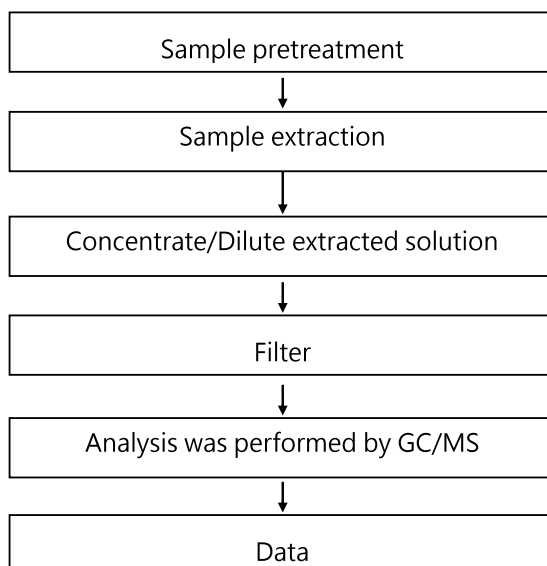 Sample pretreatment
Sample extraction
Concentrate/Dilute extracted solution
Filter
Analysis was performed by GC/MS
Data